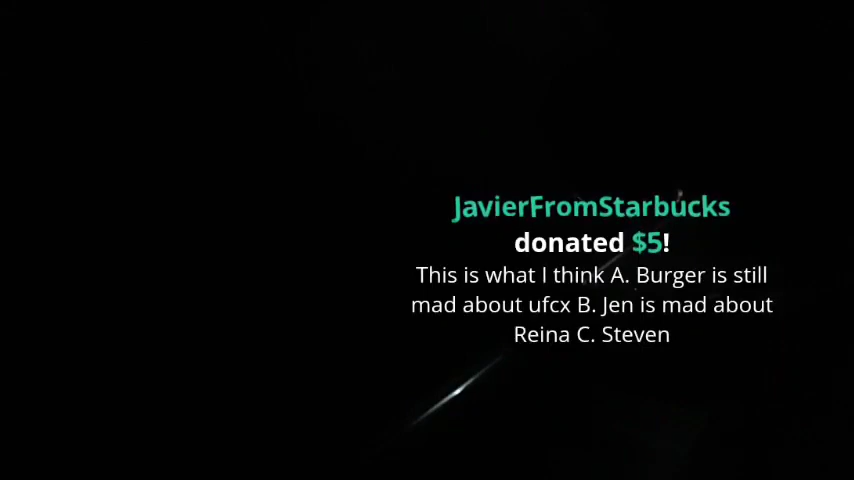 JavierFromStarbucks
donated $5!
This is what I think A. Burger is still
mad about ufcx B. Jen is mad about
Reina C. Steven